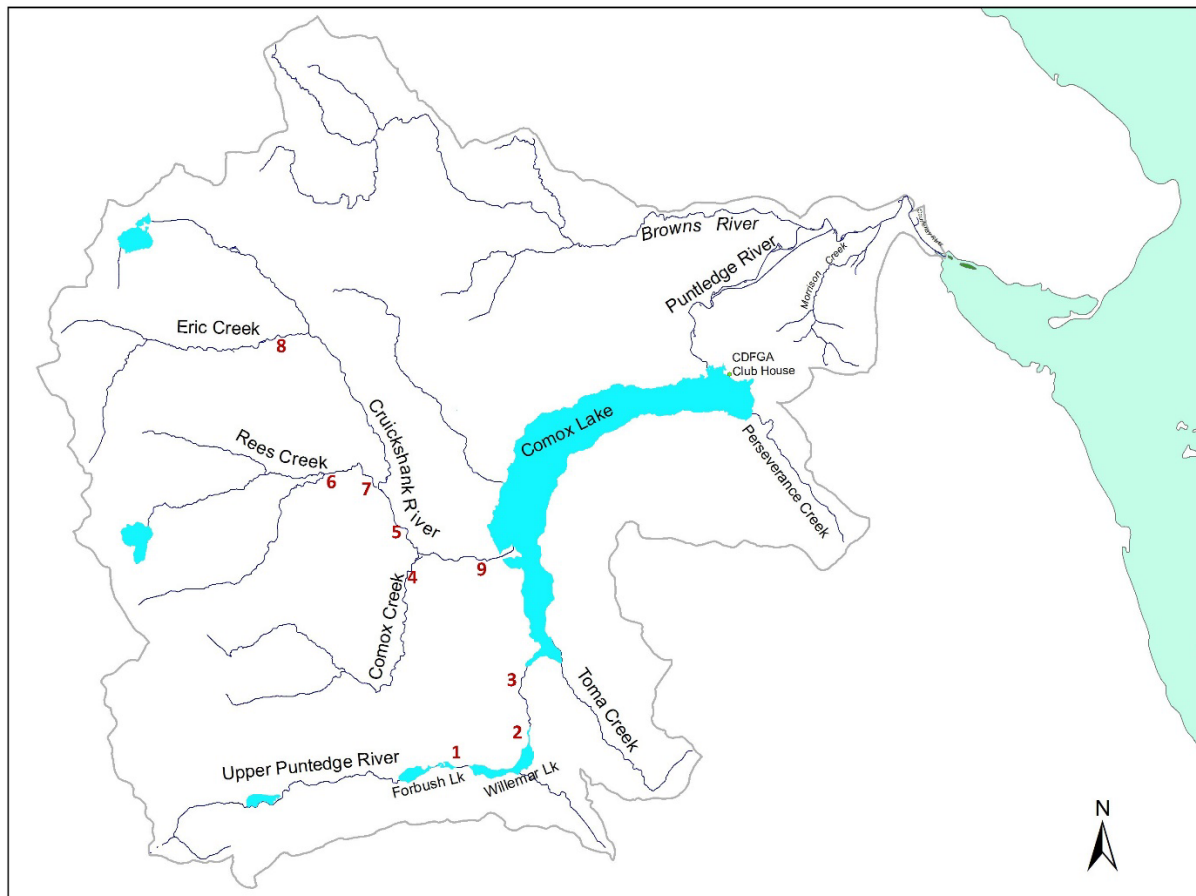 Browns River
Puntledge River
Morrison Creek
Eric Creek
8
CDFGA
Club House
Comox Lake
Cruickshank River
Rees Creek
6
7
Perseverance Creek
5
9
4
Comox Creek
3
Toma Creek
2
1
Upper Puntedge River
Forbush Lk
Willemar Lk
N